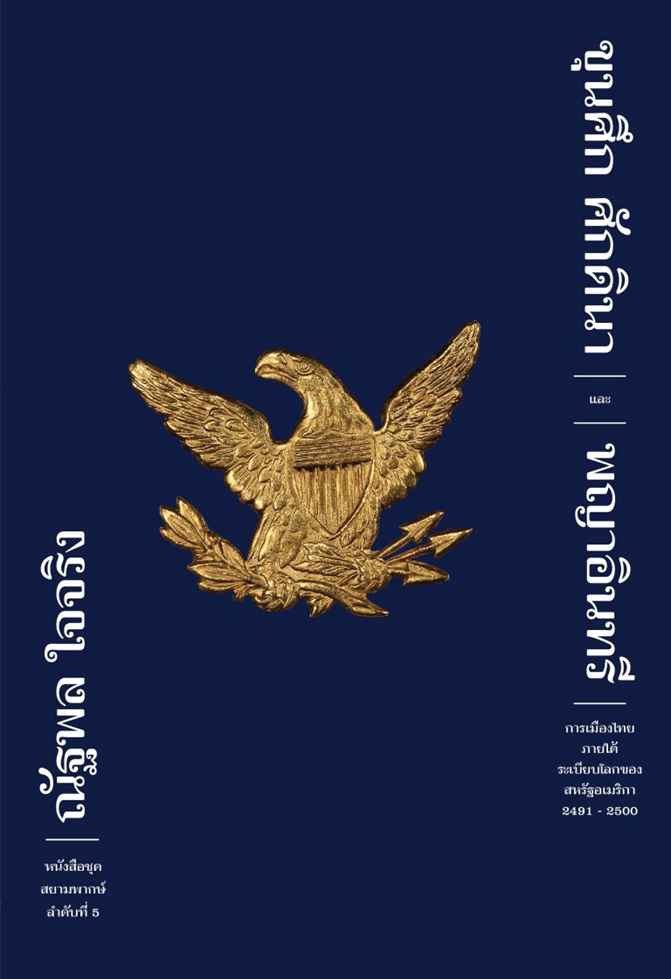 ขุนศึก ศักดินา
และ
พญาอินทรี
การเมืองไทย
ภายใต้
ระเบียบโลกของ
สหรัฐอเมริกา
2491 - 2500
ณัฐพล ใจจริง
หนังสือชุด
สยามพากษ์
ลำดับที่ 5